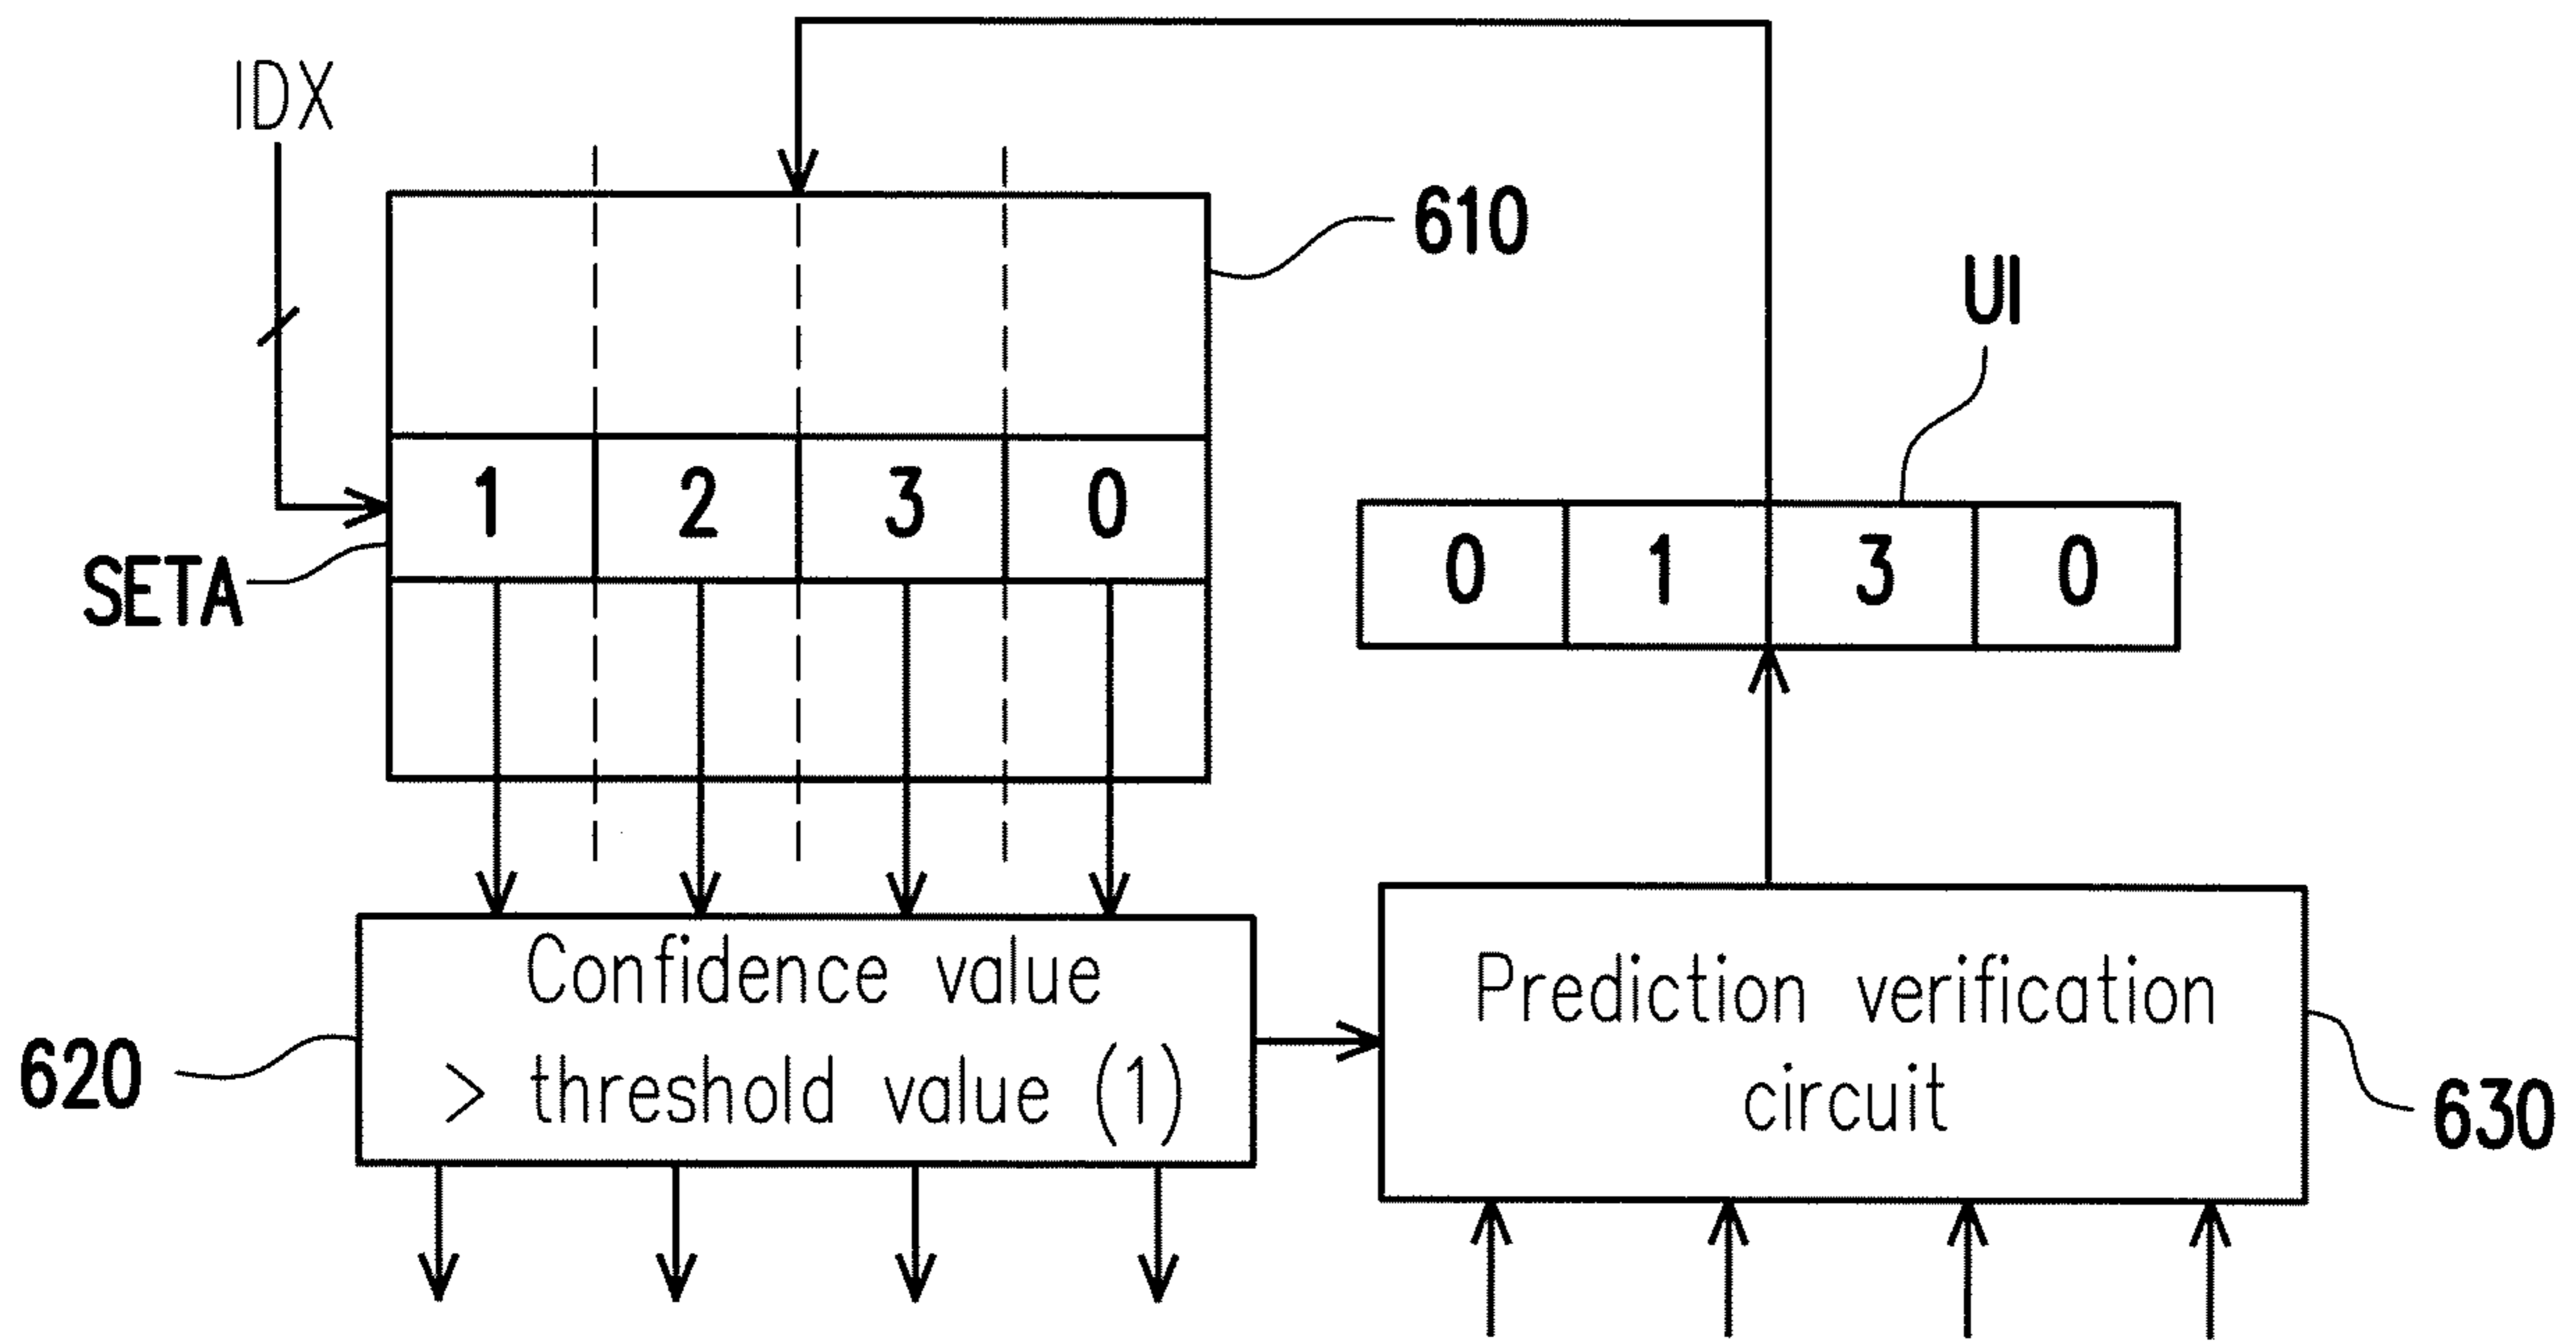 IDX
610
UI
1 2 3 0
0 1 3 0
SETA
Confidence value
> threshold value (1)
Prediction verification
circuit
620
630